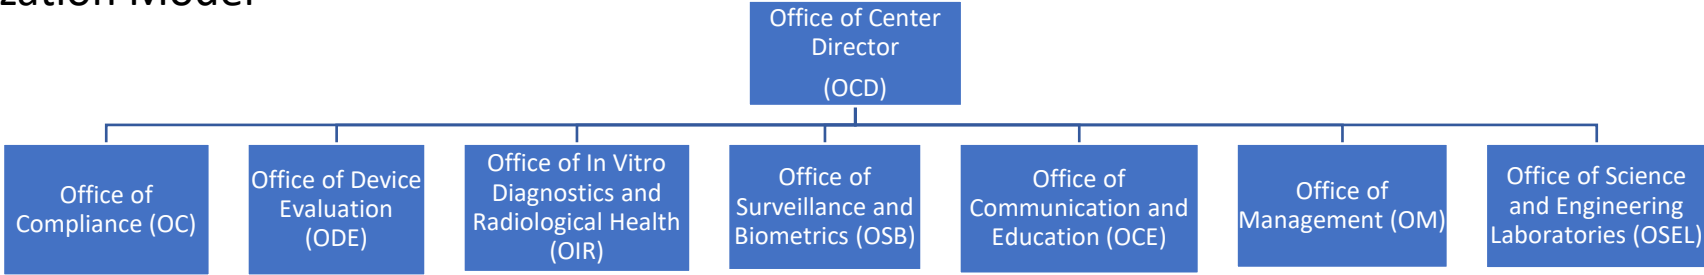 zation Model
Office of Center
Director
(OCD)
Office of
Compliance (OC)
Office of Device
Evaluation
(ODE)
Office of In Vitro
Diagnostics and
Radiological Health
(OIR)
Office of
Surveillance and
Biometrics (OSB)
Office of
Communication and
Education (OCE)
Office of
Management (OM)
Office of Science
and Engineering
Laboratories (OSEL)